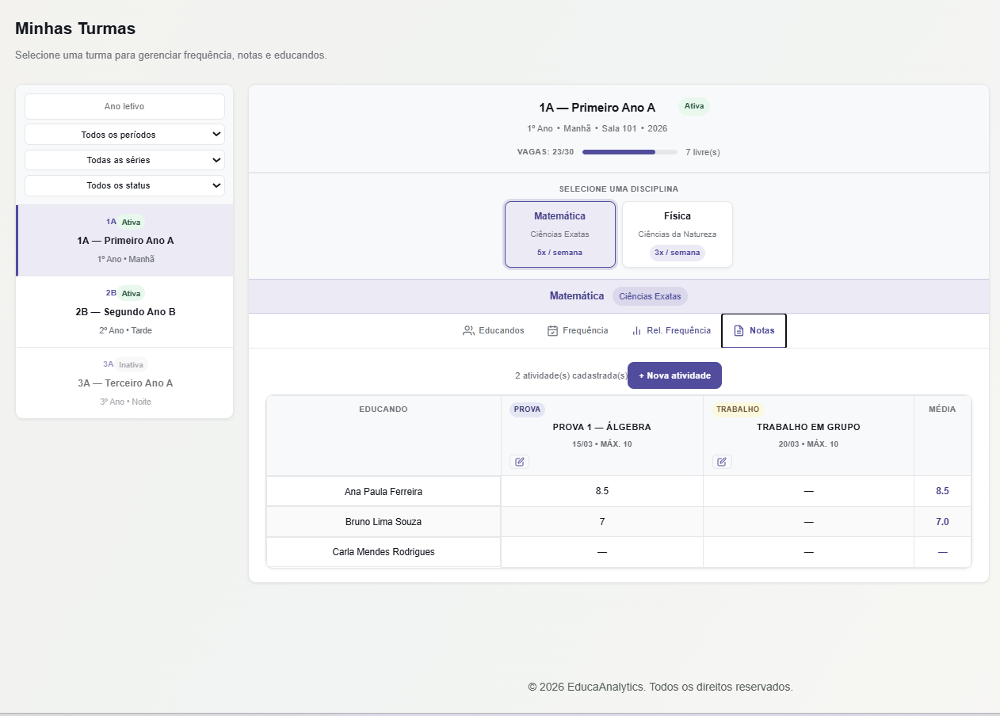 Minhas Turmas
Selecione uma turma para gerenciar frequência, notas e educandos.
Ano letivo
Todos os períodos
Todas as séries
Todos os status
1A Ativa
1A — Primeiro Ano A
1º Ano • Manhã
2B Ativa
2B — Segundo Ano B
2º Ano • Tarde
3A Inativa
3A — Terceiro Ano A
3º Ano • Noite
1A — Primeiro Ano A Ativa
1º Ano • Manhã • Sala 101 • 2026
VAGAS: 23/30 7 livre(s)
SELECIONE UMA DISCIPLINA
Matemática Física
Ciências Exatas Ciências da Natureza
5x / semana 3x / semana
Matemática Ciências Exatas
Educandos Frequência Rel. Frequência Notas
2 atividade(s) cadastrada(s) + Nova atividade
EDUCANDO PROVA TRABALHO MÉDIA
PROVA 1 — ÁLGEBRA TRABALHO EM GRUPO
15/03 • MÁX. 10 20/03 • MÁX. 10
Ana Paula Ferreira 8.5 — 8.5
Bruno Lima Souza 7 — 7.0
Carla Mendes Rodrigues — — —
© 2026 EducaAnalytics. Todos os direitos reservados.